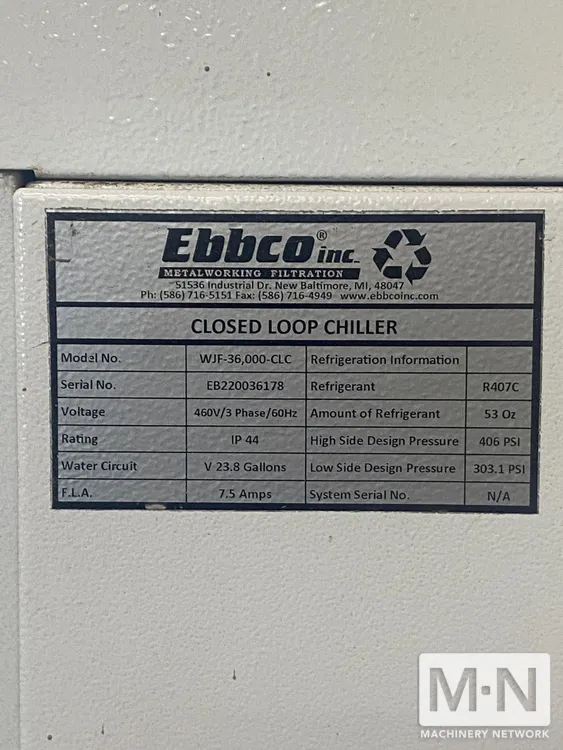 Ebbco® inc.
METALWORKING FILTRATION
51536 Industrial Dr. New Baltimore, MI, 48047
Ph: (586) 716-5151 Fax: (586) 716-4949 www.ebbcoinc.com
CLOSED LOOP CHILLER
Model No. WJF-36,000-CLC Refrigeration Information
Serial No. EB220036178 Refrigerant R407C
Voltage 460V/3 Phase/60Hz Amount of Refrigerant 53 Oz
Rating IP 44 High Side Design Pressure 406 PSI
Water Circuit V 23.8 Gallons Low Side Design Pressure 303.1 PSI
F.L.A. 7.5 Amps System Serial No. N/A
M·N
MACHINERY NETWORK